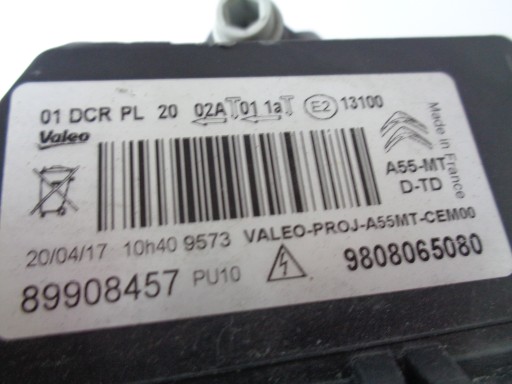 01 DCR PL 20 02A 01 1aT E2 13100
Valeo
Made in France
A55-MT
D-TD
20/04/17 10h40 9573 VALEO-PROJ-A55MT-CEM00
89908457 PU10 9808065080